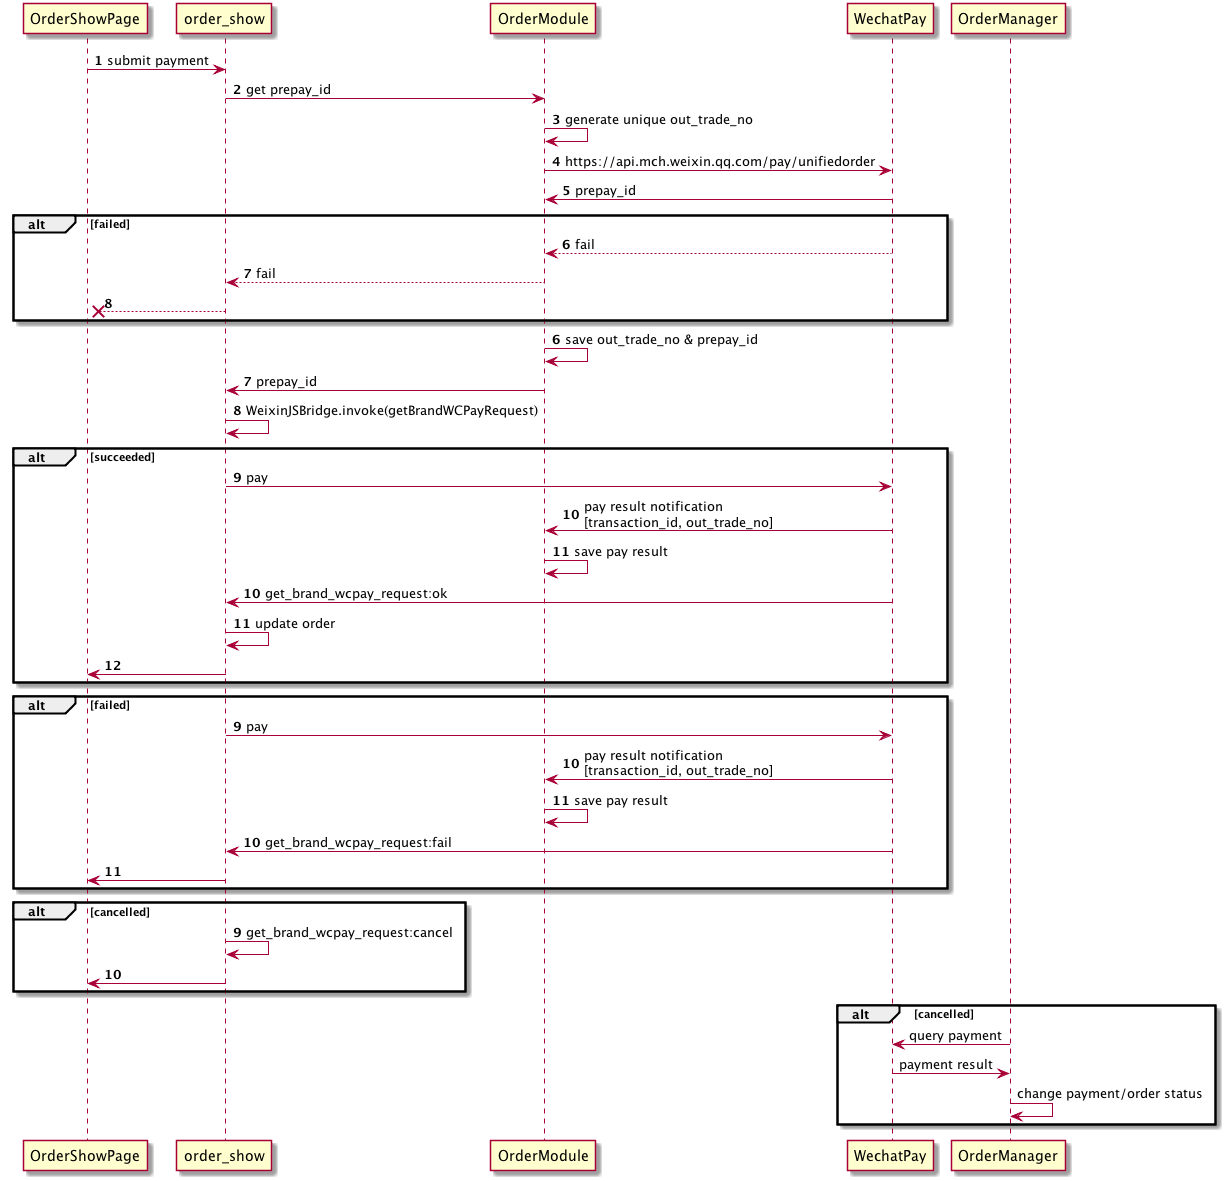 OrderShowPage
order_show
OrderModule
WechatPay
OrderManager
1 submit payment
2 get prepay_id
3 generate unique out_trade_no
4 https://api.mch.weixin.qq.com/pay/unifiedorder
5 prepay_id
alt [failed]
6 fail
7 fail
8
6 save out_trade_no & prepay_id
7 prepay_id
8 WeixinJSBridge.invoke(getBrandWCPayRequest)
alt [succeeded]
9 pay
10 pay result notification
[transaction_id, out_trade_no]
11 save pay result
10 get_brand_wcpay_request:ok
11 update order
12
alt [failed]
9 pay
10 pay result notification
[transaction_id, out_trade_no]
11 save pay result
10 get_brand_wcpay_request:fail
11
alt [cancelled]
9 get_brand_wcpay_request:cancel
10
alt [cancelled]
query payment
payment result
change payment/order status
OrderShowPage
order_show
OrderModule
WechatPay
OrderManager